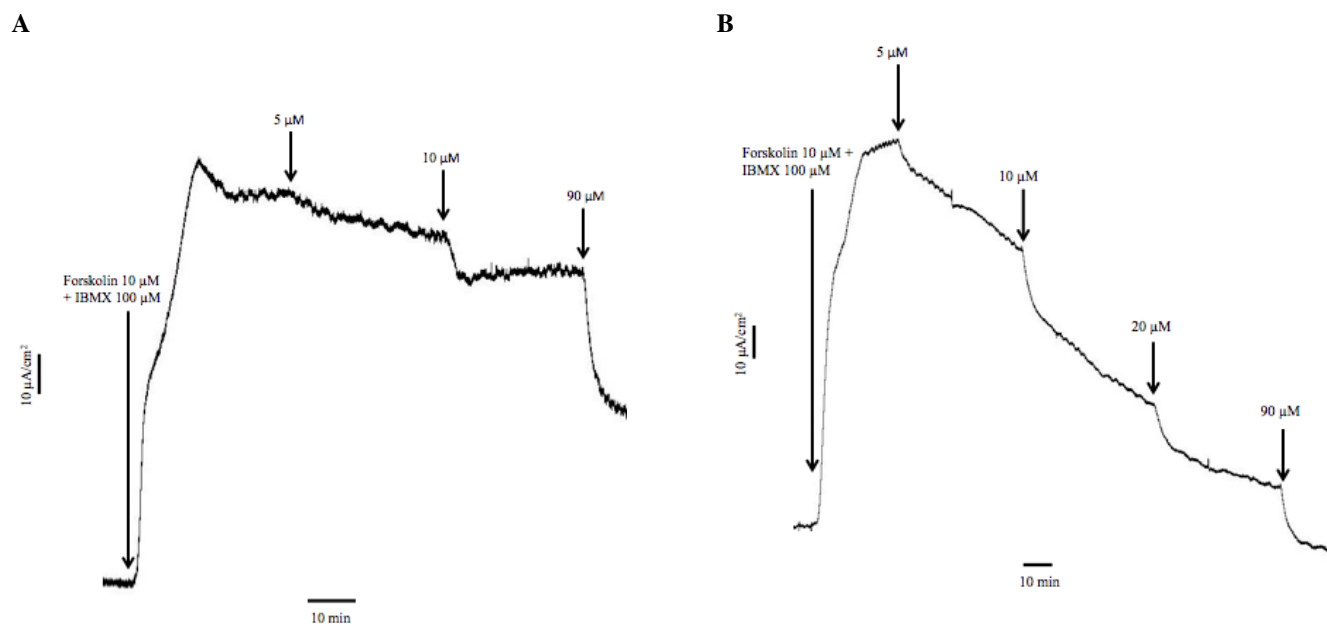 A
5 µM
10 µM
90 µM
Forskolin 10 µM
+ IBMX 100 µM
10 µA/cm²
10 min
B
5 µM
Forskolin 10 µM +
IBMX 100 µM
10 µM
20 µM
90 µM
10 µA/cm²
10 min